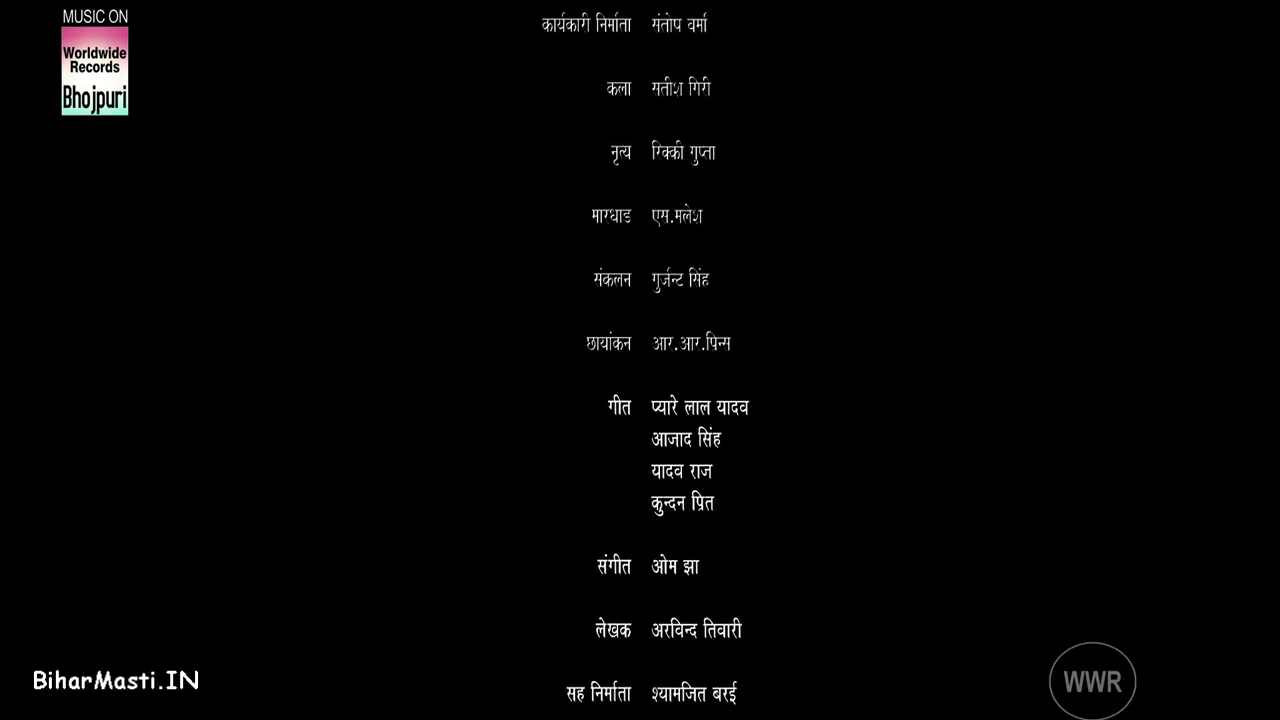 MUSIC ON
Worldwide
Records
Bhojpuri
कार्यकारी निर्माता संतोप वर्मा
कला सतीश गिरी
नृत्य रिक्की गुप्ता
मारधाड एस.मलेश
संकलन गुर्जन्ट सिंह
छायांकन आर.आर.प्रिन्स
गीत प्यारे लाल यादव
आजाद सिंह
यादव राज
कुन्दन प्रित
संगीत ओम झा
लेखक अरविन्द तिवारी
सह निर्माता श्यामजित बरई
BiharMasti.IN
WWR